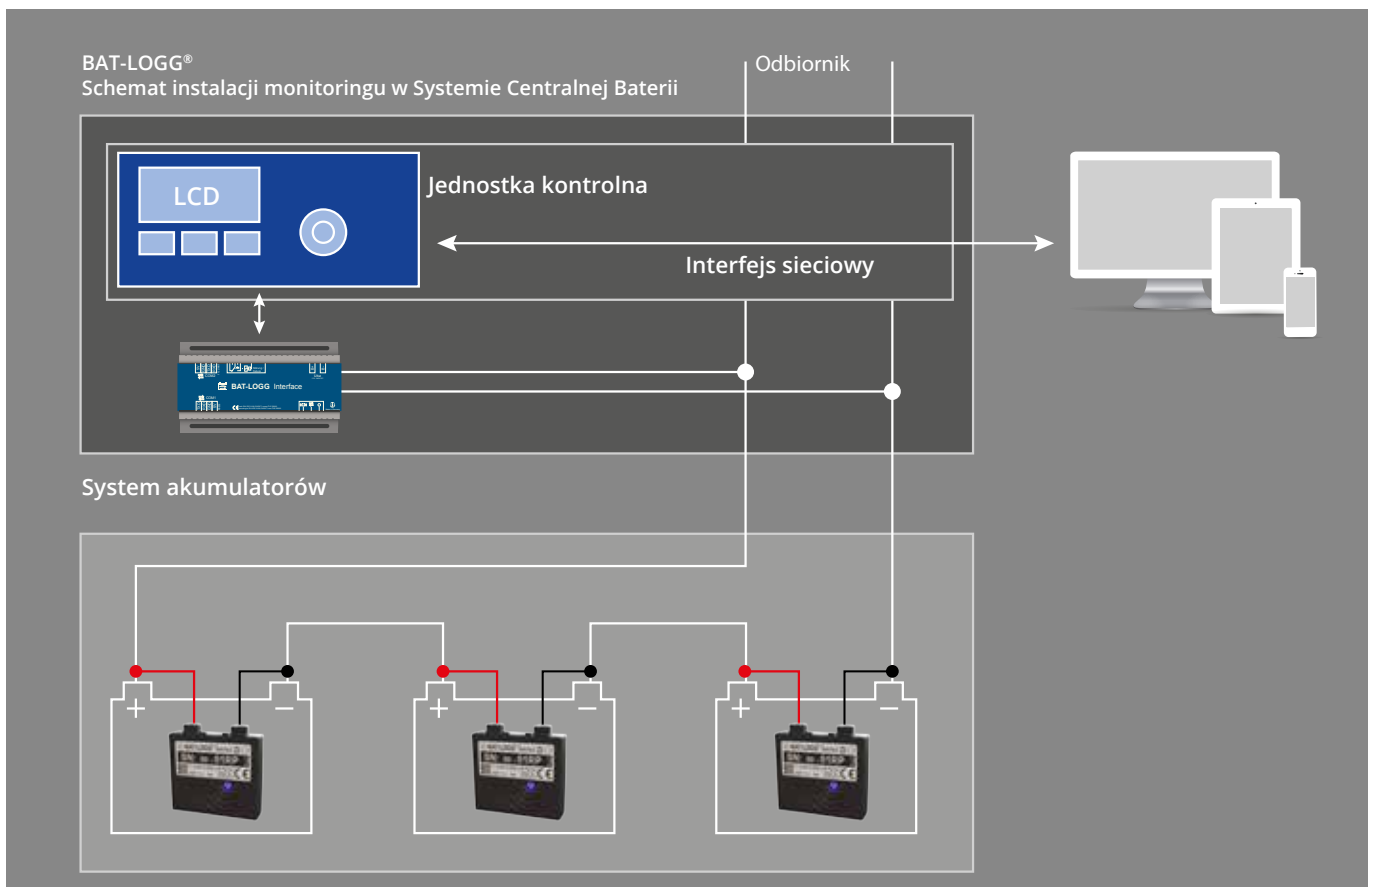 BAT-LOGG®
Schemat instalacji monitoringu w Systemie Centralnej Baterii
Odbiornik
LCD
Jednostka kontrolna
Interfejs sieciowy
BAT-LOGG Interface
System akumulatorów
+ −
+ −
+ −